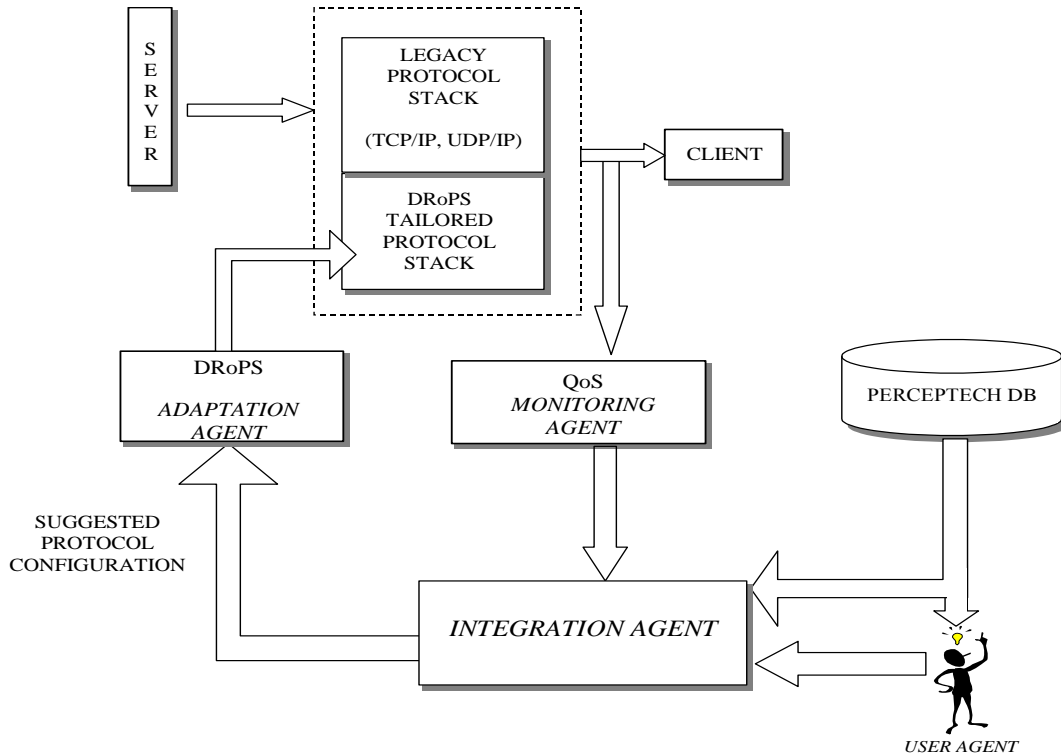 SERVER
LEGACY
PROTOCOL
STACK
(TCP/IP, UDP/IP)
CLIENT
DRoPS
TAILORED
PROTOCOL
STACK
DRoPS
ADAPTATION
AGENT
QoS
MONITORING
AGENT
PERCEPTECH DB
SUGGESTED
PROTOCOL
CONFIGURATION
INTEGRATION AGENT
USER AGENT